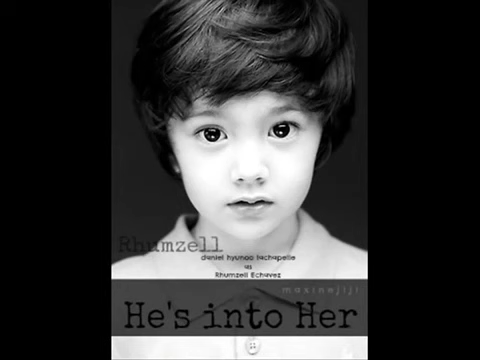 Rhumzell
daniel hyunoo lachapelle
as
Rhumzell Echavez
maxinejiji
He's into Her